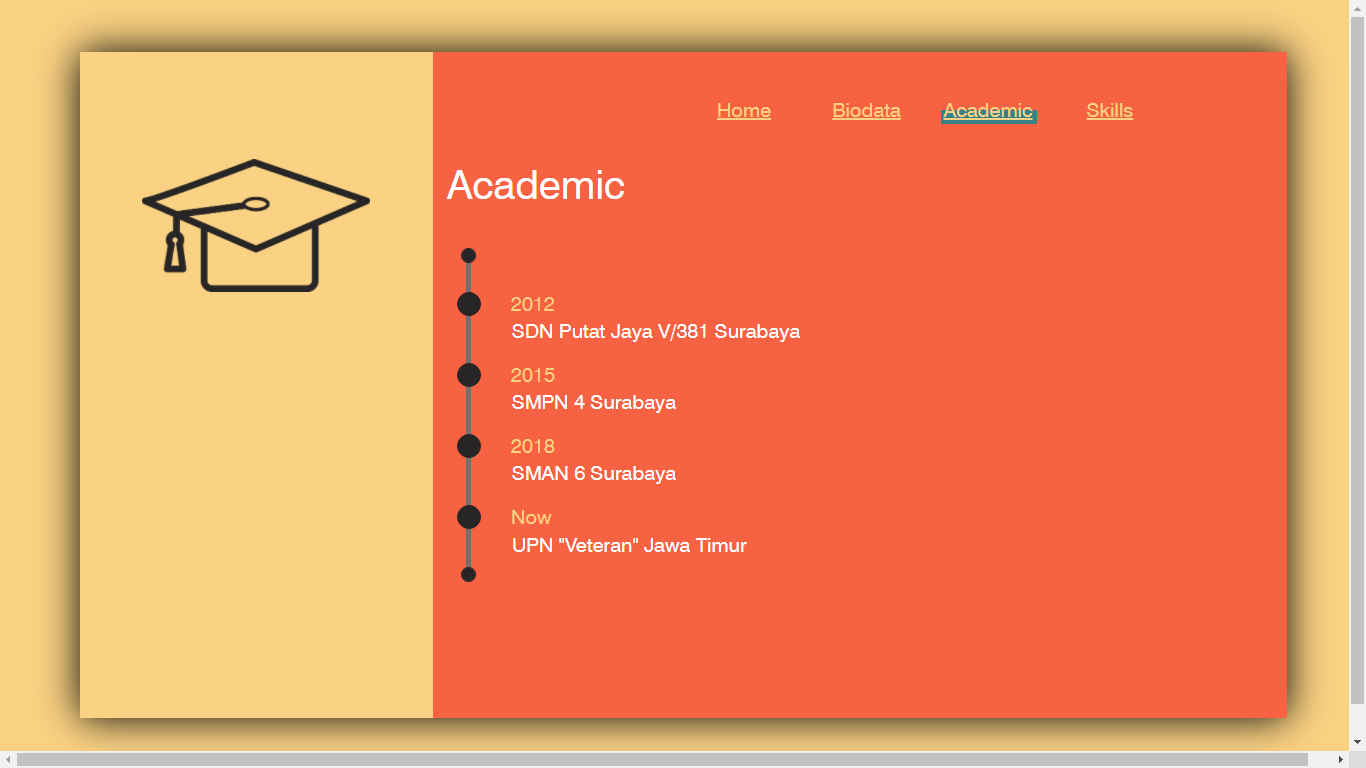 Home Biodata Academic Skills
Academic
2012
SDN Putat Jaya V/381 Surabaya
2015
SMPN 4 Surabaya
2018
SMAN 6 Surabaya
Now
UPN "Veteran" Jawa Timur